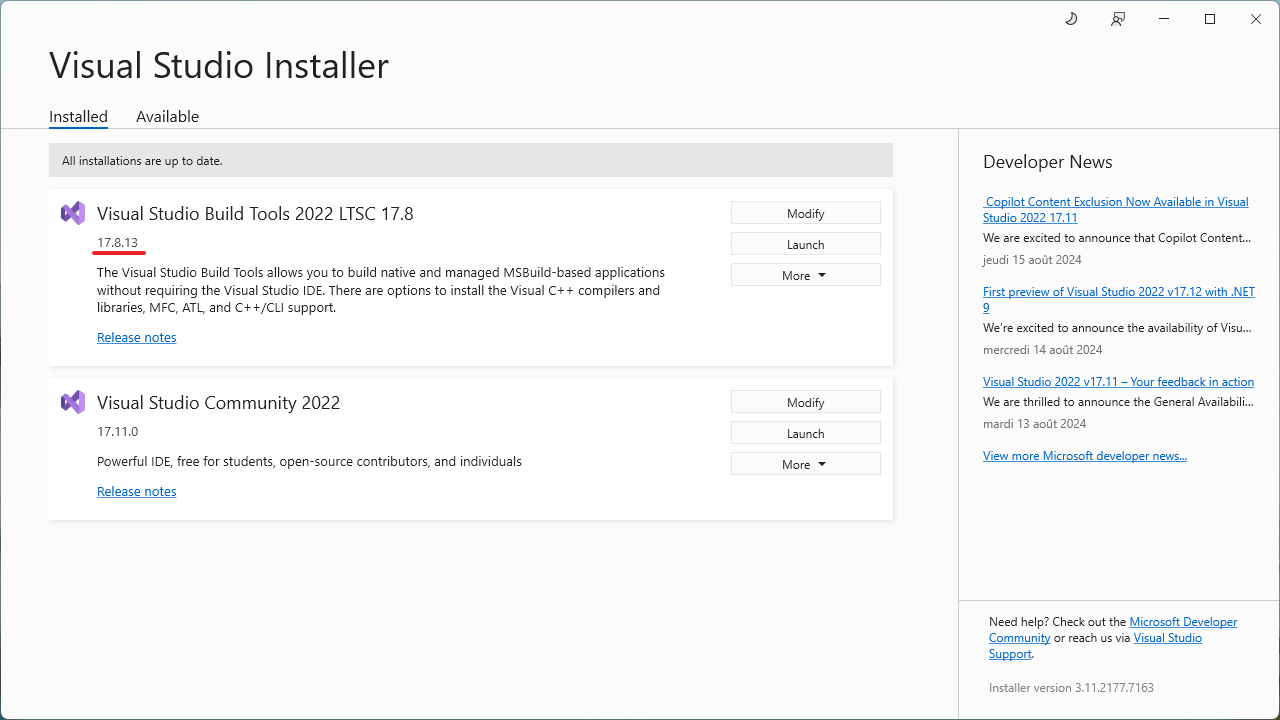 Visual Studio Installer
Installed
Available
All installations are up to date.
Visual Studio Build Tools 2022 LTSC 17.8
17.8.13
The Visual Studio Build Tools allows you to build native and managed MSBuild-based applications
without requiring the Visual Studio IDE. There are options to install the Visual C++ compilers and
libraries, MFC, ATL, and C++/CLI support.
Release notes
Modify
Launch
More
Visual Studio Community 2022
17.11.0
Powerful IDE, free for students, open-source contributors, and individuals
Release notes
Modify
Launch
More
Developer News
Copilot Content Exclusion Now Available in Visual
Studio 2022 17.11
We are excited to announce that Copilot Content...
jeudi 15 août 2024
First preview of Visual Studio 2022 v17.12 with .NET
9
We’re excited to announce the availability of Visu...
mercredi 14 août 2024
Visual Studio 2022 v17.11 – Your feedback in action
We are thrilled to announce the General Availabili...
mardi 13 août 2024
View more Microsoft developer news...
Need help? Check out the Microsoft Developer
Community or reach us via Visual Studio
Support.
Installer version 3.11.2177.7163